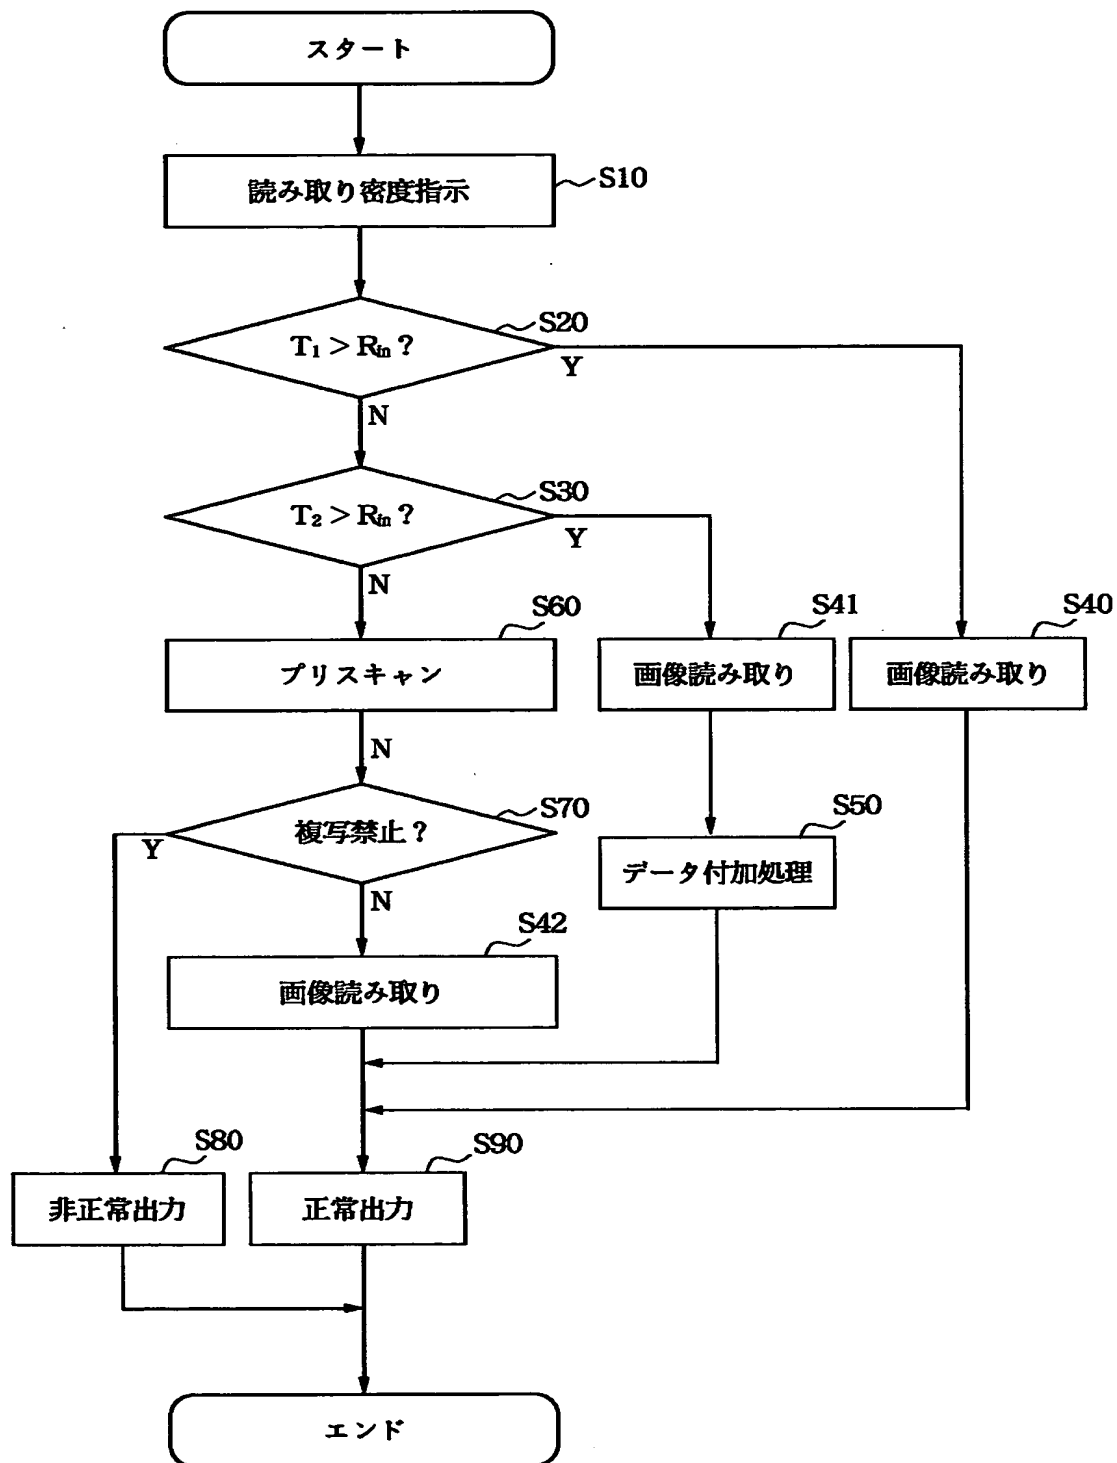 スタート
読み取り密度指示
S10
T₁ > Rin ?
S20
Y
N
T₂ > Rin ?
S30
Y
N
S60
プリスキャン
S41
画像読み取り
S40
画像読み取り
N
複写禁止？
S70
Y
N
S50
データ付加処理
S42
画像読み取り
S80
非正常出力
S90
正常出力
エンド